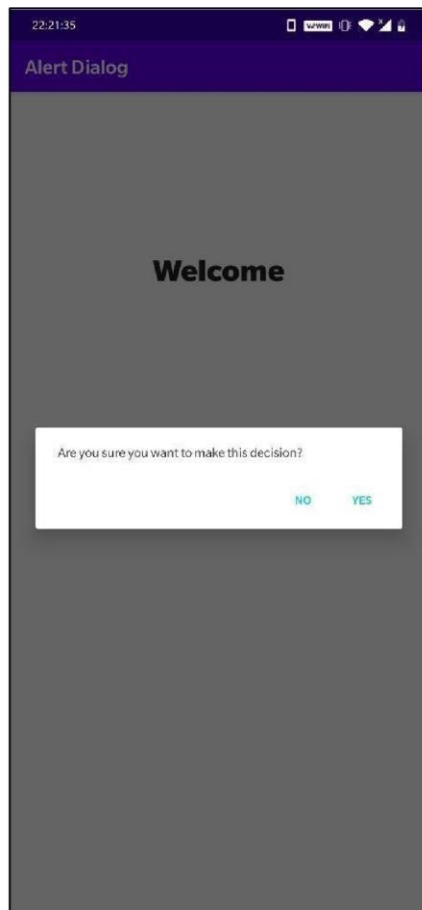 22:21:35
Alert Dialog
Welcome
Are you sure you want to make this decision?
NO YES